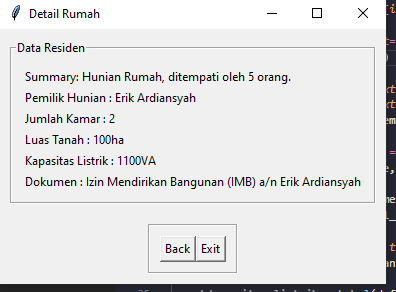 Detail Rumah
Data Residen
Summary: Hunian Rumah, ditempati oleh 5 orang.
Pemilik Hunian : Erik Ardiansyah
Jumlah Kamar : 2
Luas Tanah : 100ha
Kapasitas Listrik : 1100VA
Dokumen : Izin Mendirikan Bangunan (IMB) a/n Erik Ardiansyah
Back Exit